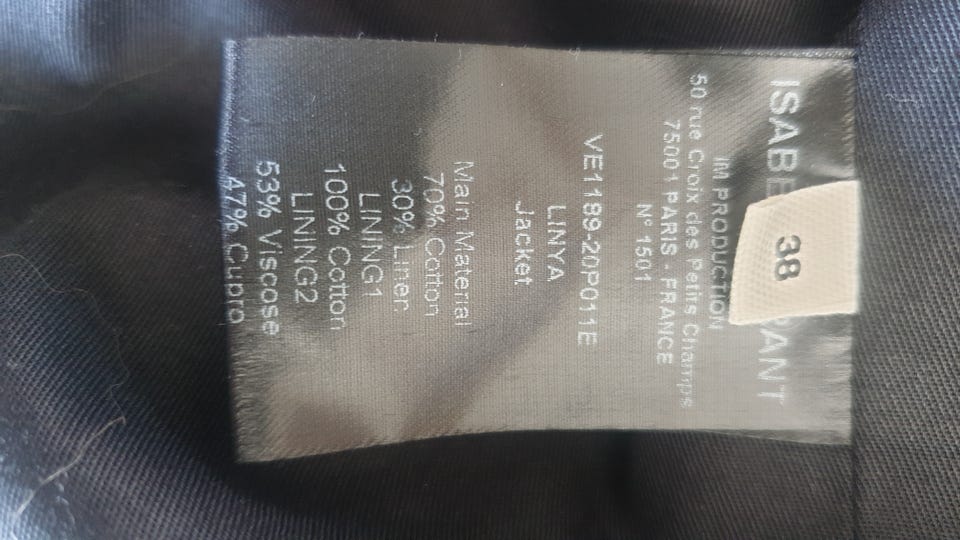 ISABE
RANT
38
IM PRODUCTION
50 rue Croix des Petits Champs
75001 PARIS - FRANCE
N° 1501
VE1189-20P011E
LINYA
Jacket
Main Material
70% Cotton
30% Linen
LINING1
100% Cotton
LINING2
53% Viscose
47% Cupro